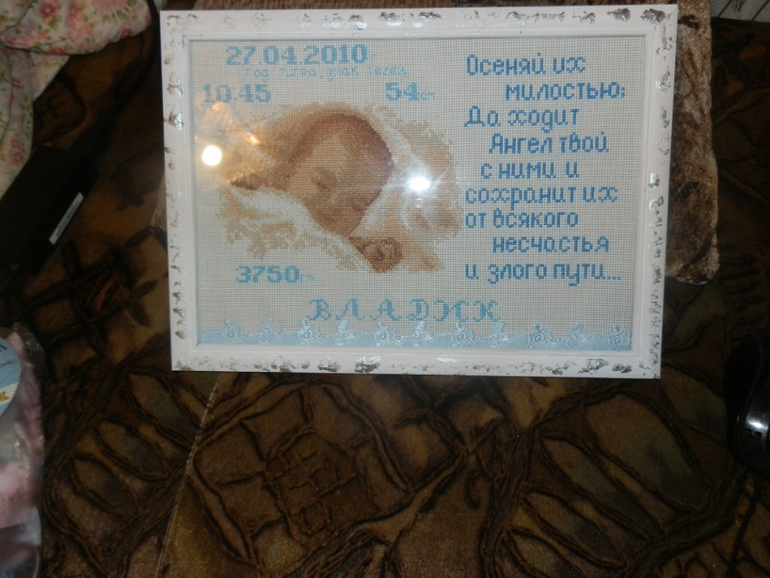 27.04.2010г
год тигра, знак Телец
10:45
54см
3750гр
Осеняй их
милостью;
Да ходит
Ангел твой
с ними и
сохранит их
от всякого
несчастья
и злого пути...
ВЛАДИК